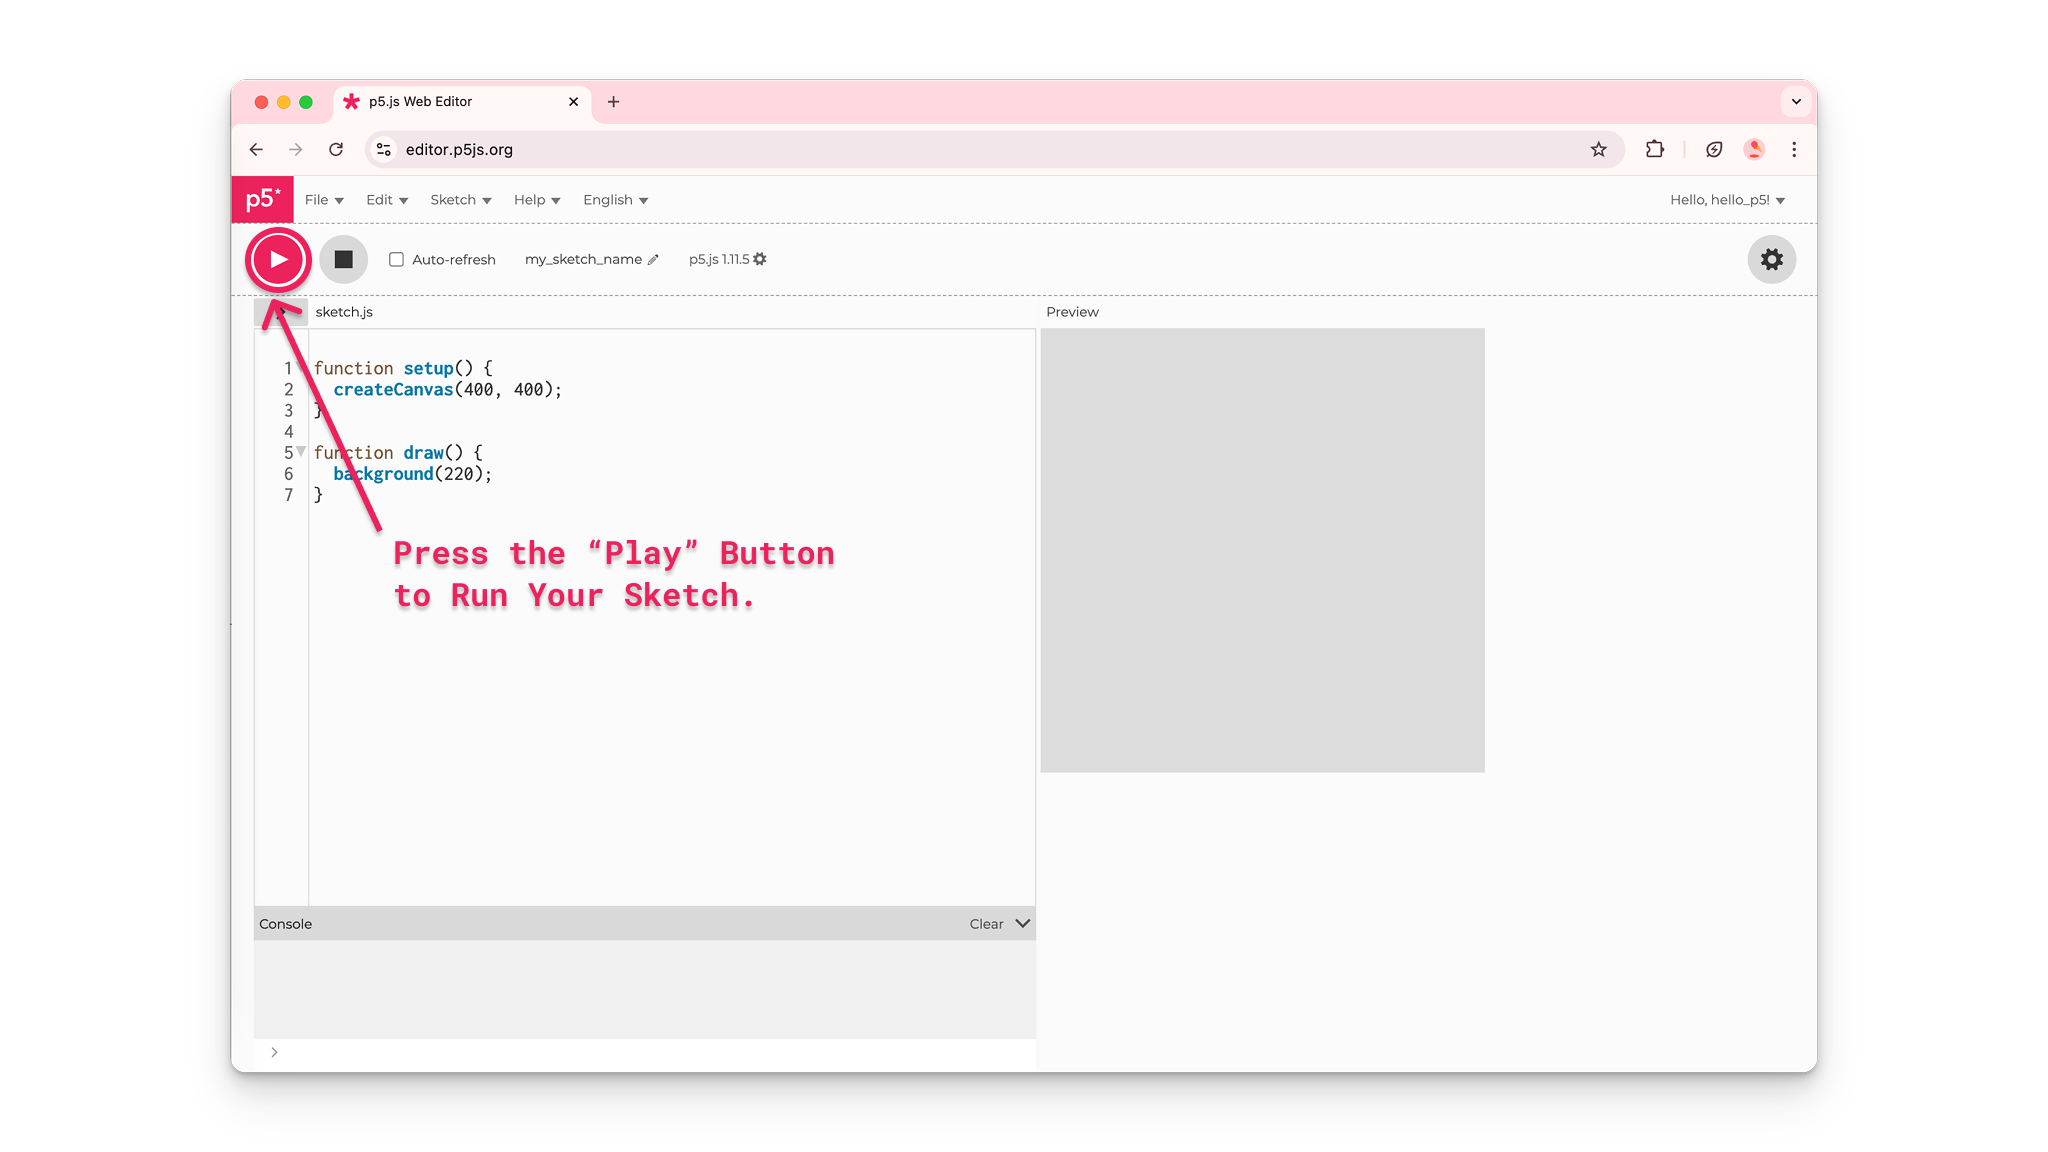 p5.js Web Editor
editor.p5js.org
p5* File Edit Sketch Help English Hello, hello_p5!
Auto-refresh my_sketch_name p5.js 1.11.5
sketch.js
Preview
1 function setup() {
2 createCanvas(400, 400);
3 }
4
5 function draw() {
6 background(220);
7 }
Press the “Play” Button
to Run Your Sketch.
Console Clear
>